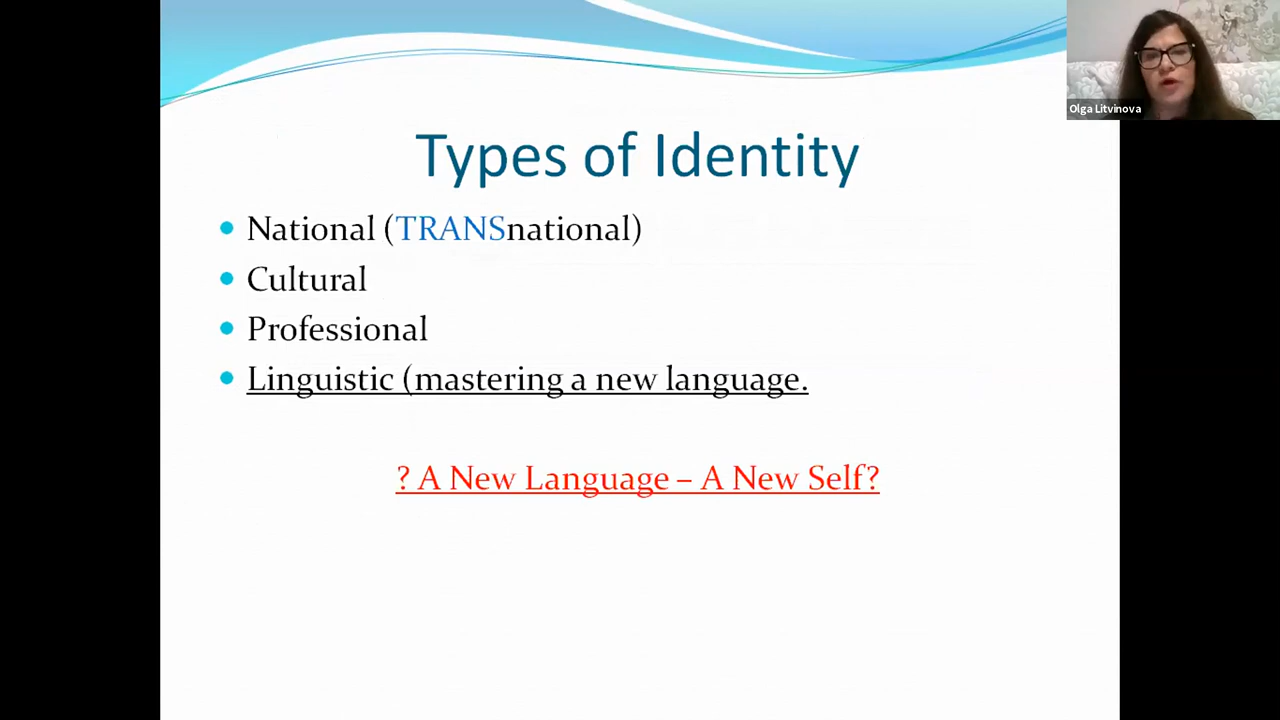 Olga Litvinova
Types of Identity
National (TRANSnational)
Cultural
Professional
Linguistic (mastering a new language.
? A New Language – A New Self?